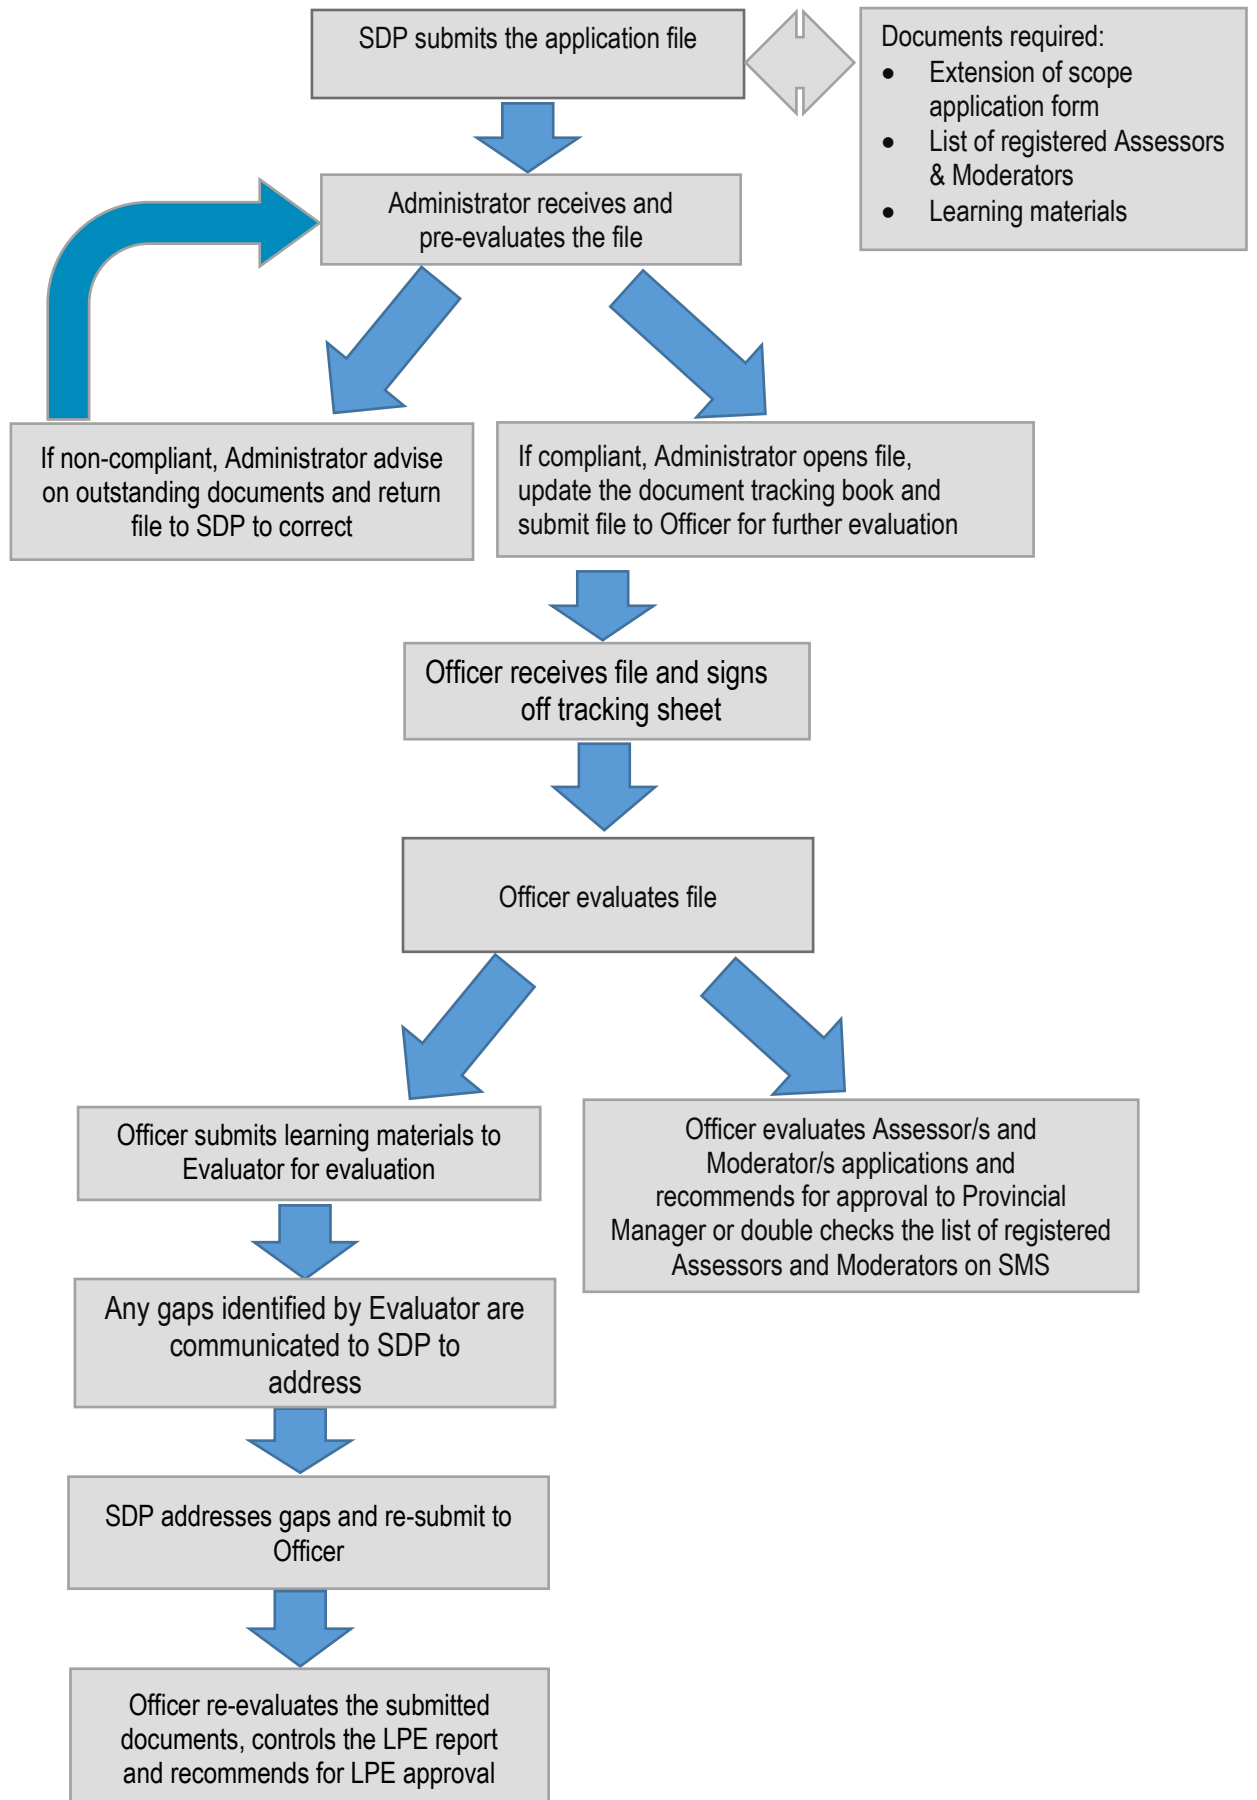 SDP submits the application file
Documents required:
• Extension of scope
application form
• List of registered Assessors
& Moderators
• Learning materials
Administrator receives and
pre-evaluates the file
If non-compliant, Administrator advise
on outstanding documents and return
file to SDP to correct
If compliant, Administrator opens file,
update the document tracking book and
submit file to Officer for further evaluation
Officer receives file and signs
off tracking sheet
Officer evaluates file
Officer submits learning materials to
Evaluator for evaluation
Officer evaluates Assessor/s and
Moderator/s applications and
recommends for approval to Provincial
Manager or double checks the list of registered
Assessors and Moderators on SMS
Any gaps identified by Evaluator are
communicated to SDP to
address
SDP addresses gaps and re-submit to
Officer
Officer re-evaluates the submitted
documents, controls the LPE report
and recommends for LPE approval